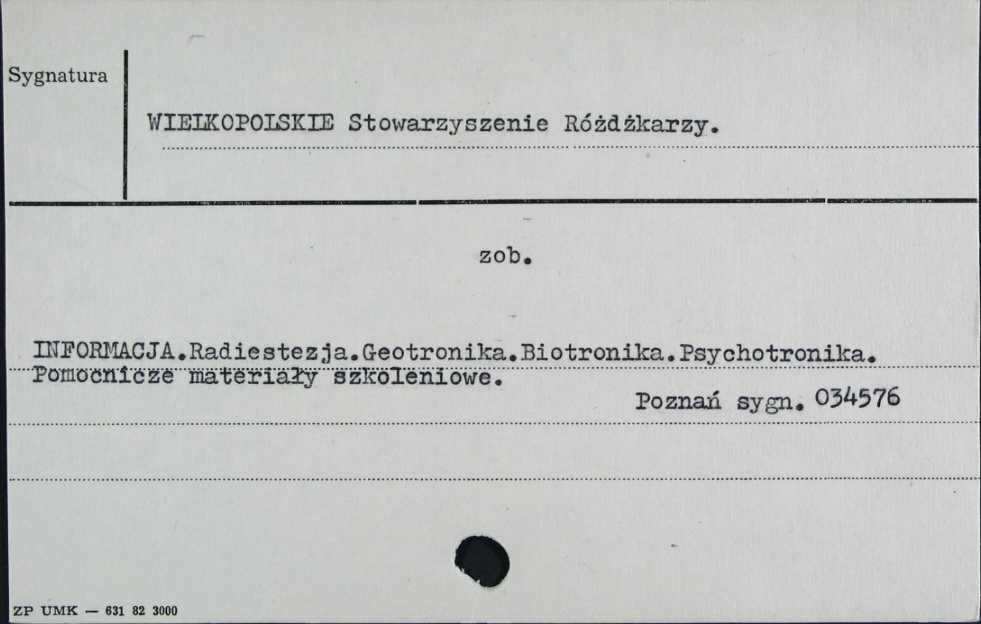 Sygnatura
WIELKOPOLSKIE Stowarzyszenie Różdżkarzy.
zob.
INFORMACJA.Radiestezja.Geotronika.Biotronika.Psychotronika.
Pomocnicze materiały szkoleniowe.
Poznań sygn. 034576
ZP UMK — 631 82 3000